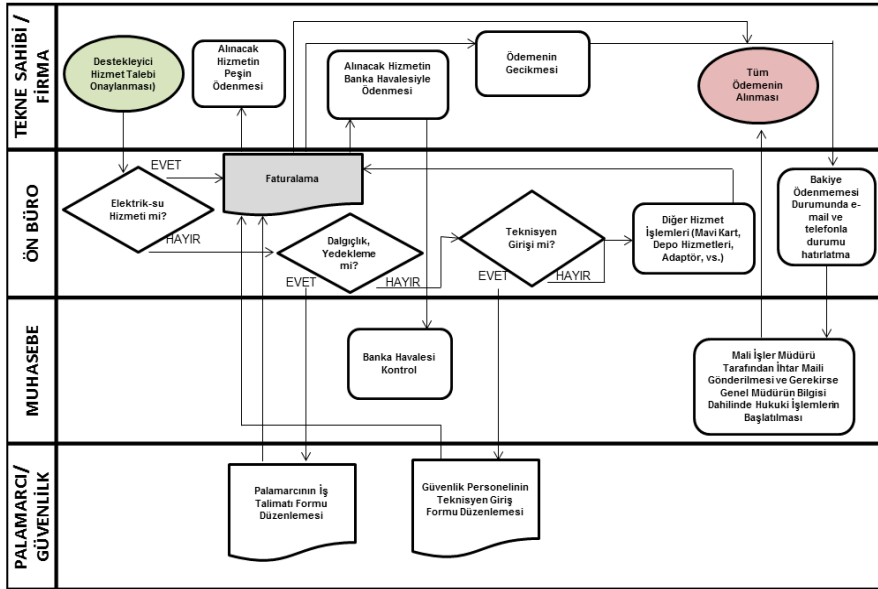 TEKNE SAHİBİ /
FİRMA
Destekleyici
Hizmet Talebi
Onaylanması)
Alınacak
Hizmetin
Peşin
Ödenmesi
Alınacak Hizmetin
Banka Havalesiyle
Ödenmesi
Ödemenin
Gecikmesi
Tüm
Ödemenin
Alınması
ÖN BÜRO
EVET
Elektrik-su
Hizmeti mi?
HAYIR
Faturalama
Dalgıçlık,
Yedekleme
mi?
EVET
HAYIR
Teknisyen
Girişi mi?
EVET
HAYIR
Diğer Hizmet
İşlemleri (Mavi Kart,
Depo Hizmetleri,
Adaptör, vs.)
Bakiye
Ödenmemesi
Durumunda e-
mail ve
telefonla
durumu
hatırlatma
MUHASEBE
Banka Havalesi
Kontrol
Mali İşler Müdürü
Tarafından İhtar Maili
Gönderilmesi ve Gerekirse
Genel Müdürün Bilgisi
Dahilinde Hukuki İşlemlerin
Başlatılması
PALAMARCI/
GÜVENLİLK
Palamarcının İş
Talimatı Formu
Düzenlemesi
Güvenlik Personelinin
Teknisyen Giriş
Formu Düzenlemesi